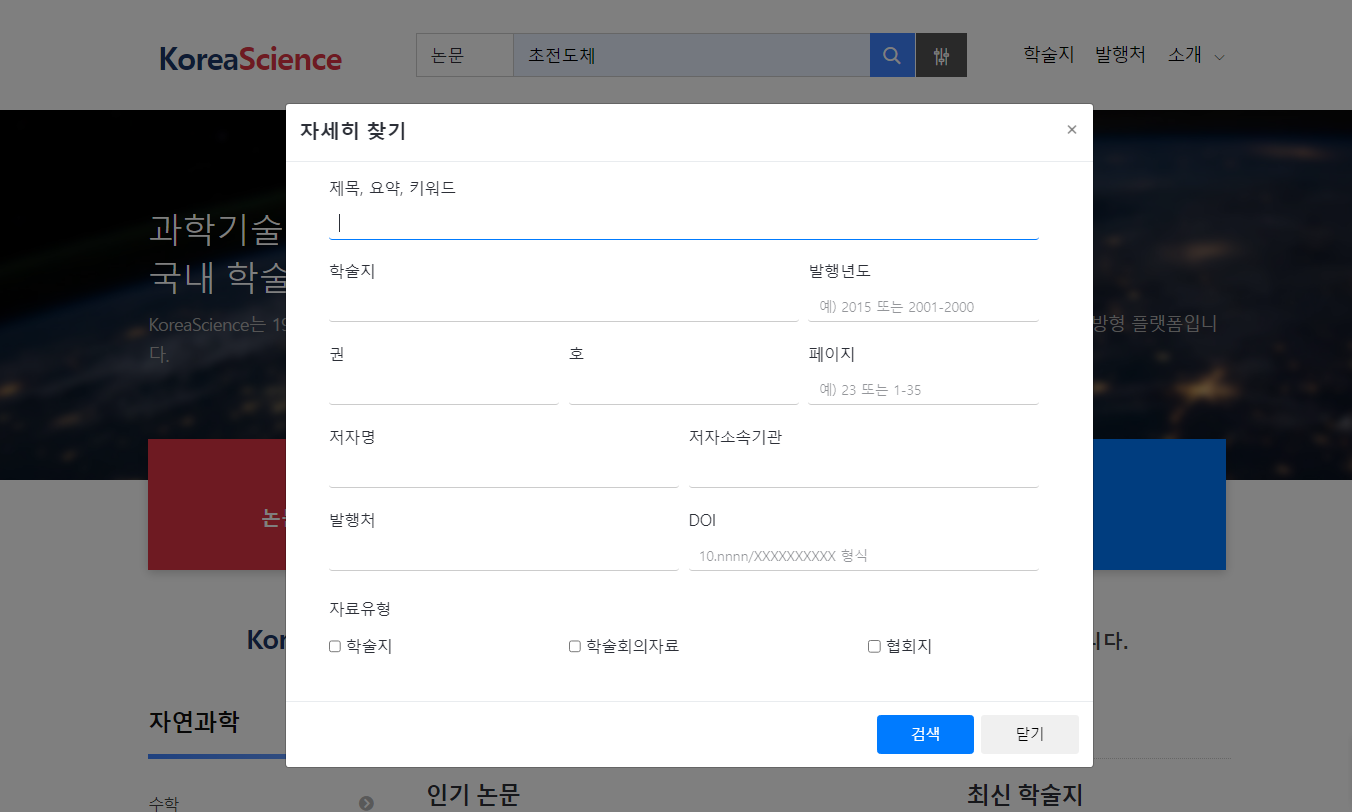 KoreaScience
논문
초전도체
학술지
발행처
소개
자세히 찾기
×
제목, 요약, 키워드
과학기술
국내 학술
KoreaScience는 19
방형 플랫폼입니
다.
학술지
발행년도
예) 2015 또는 2001-2000
권
호
페이지
예) 23 또는 1-35
저자명
저자소속기관
발행처
DOI
10.nnnn/XXXXXXXXXX 형식
논
자료유형
학술지
학술회의자료
협회지
Kor
니다.
자연과학
검색
닫기
수학
인기 논문
최신 학술지